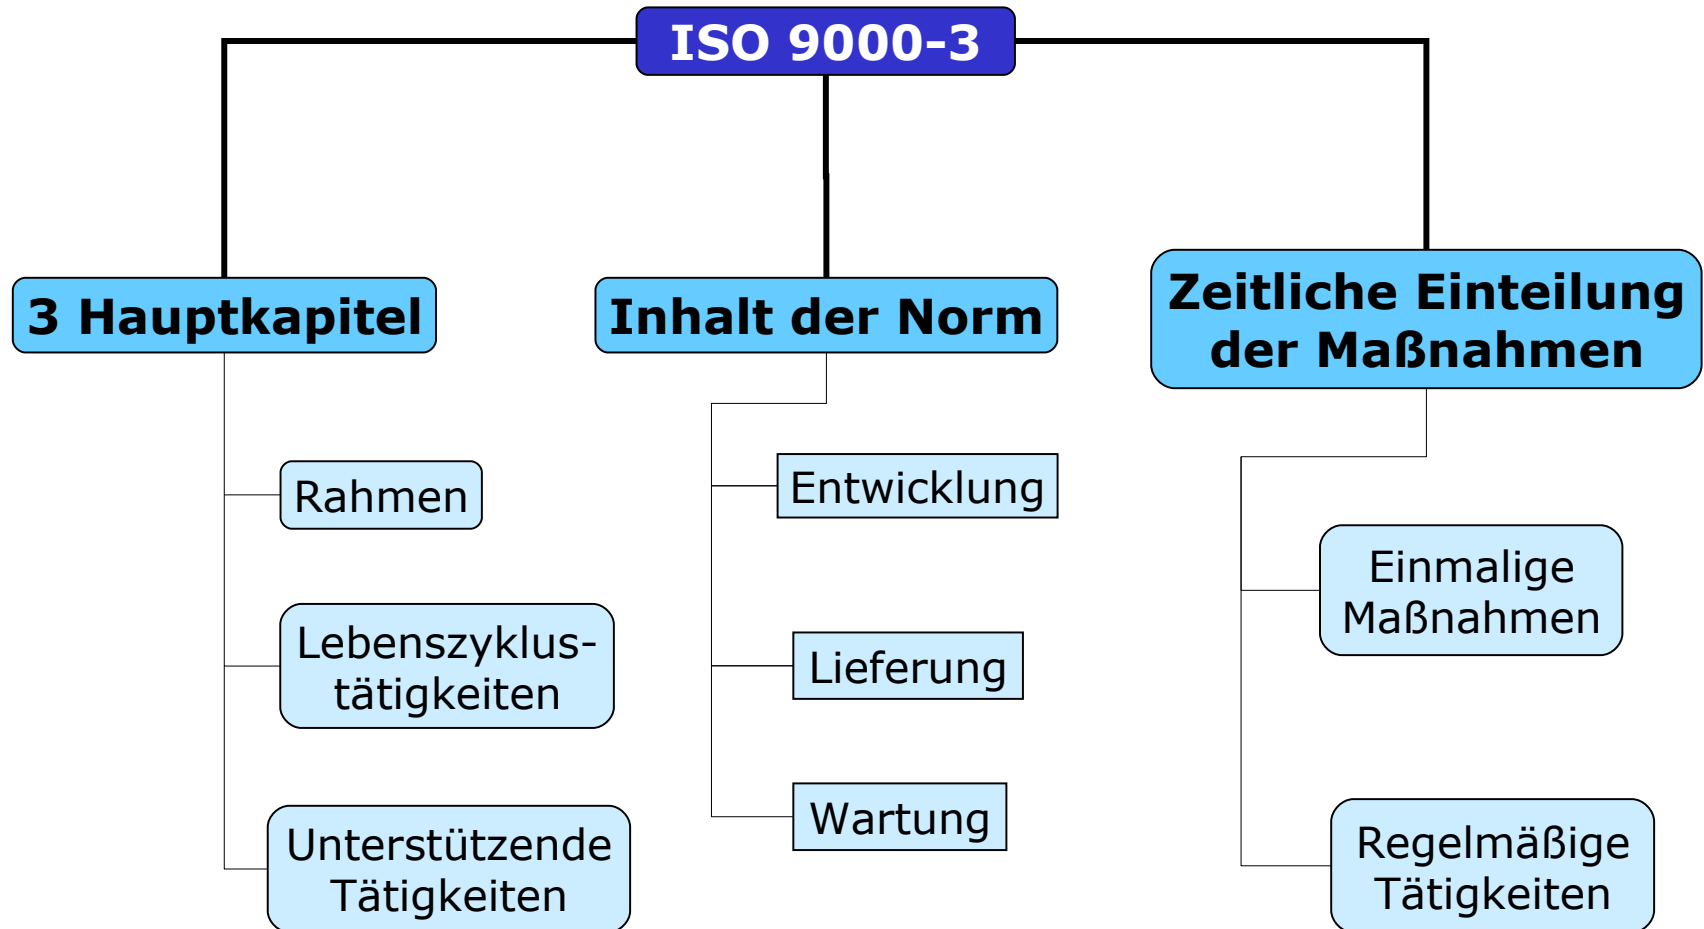 ISO 9000-3
3 Hauptkapitel
Rahmen
Lebenszyklus-
tätigkeiten
Unterstützende
Tätigkeiten
Inhalt der Norm
Entwicklung
Lieferung
Wartung
Zeitliche Einteilung
der Maßnahmen
Einmalige
Maßnahmen
Regelmäßige
Tätigkeiten